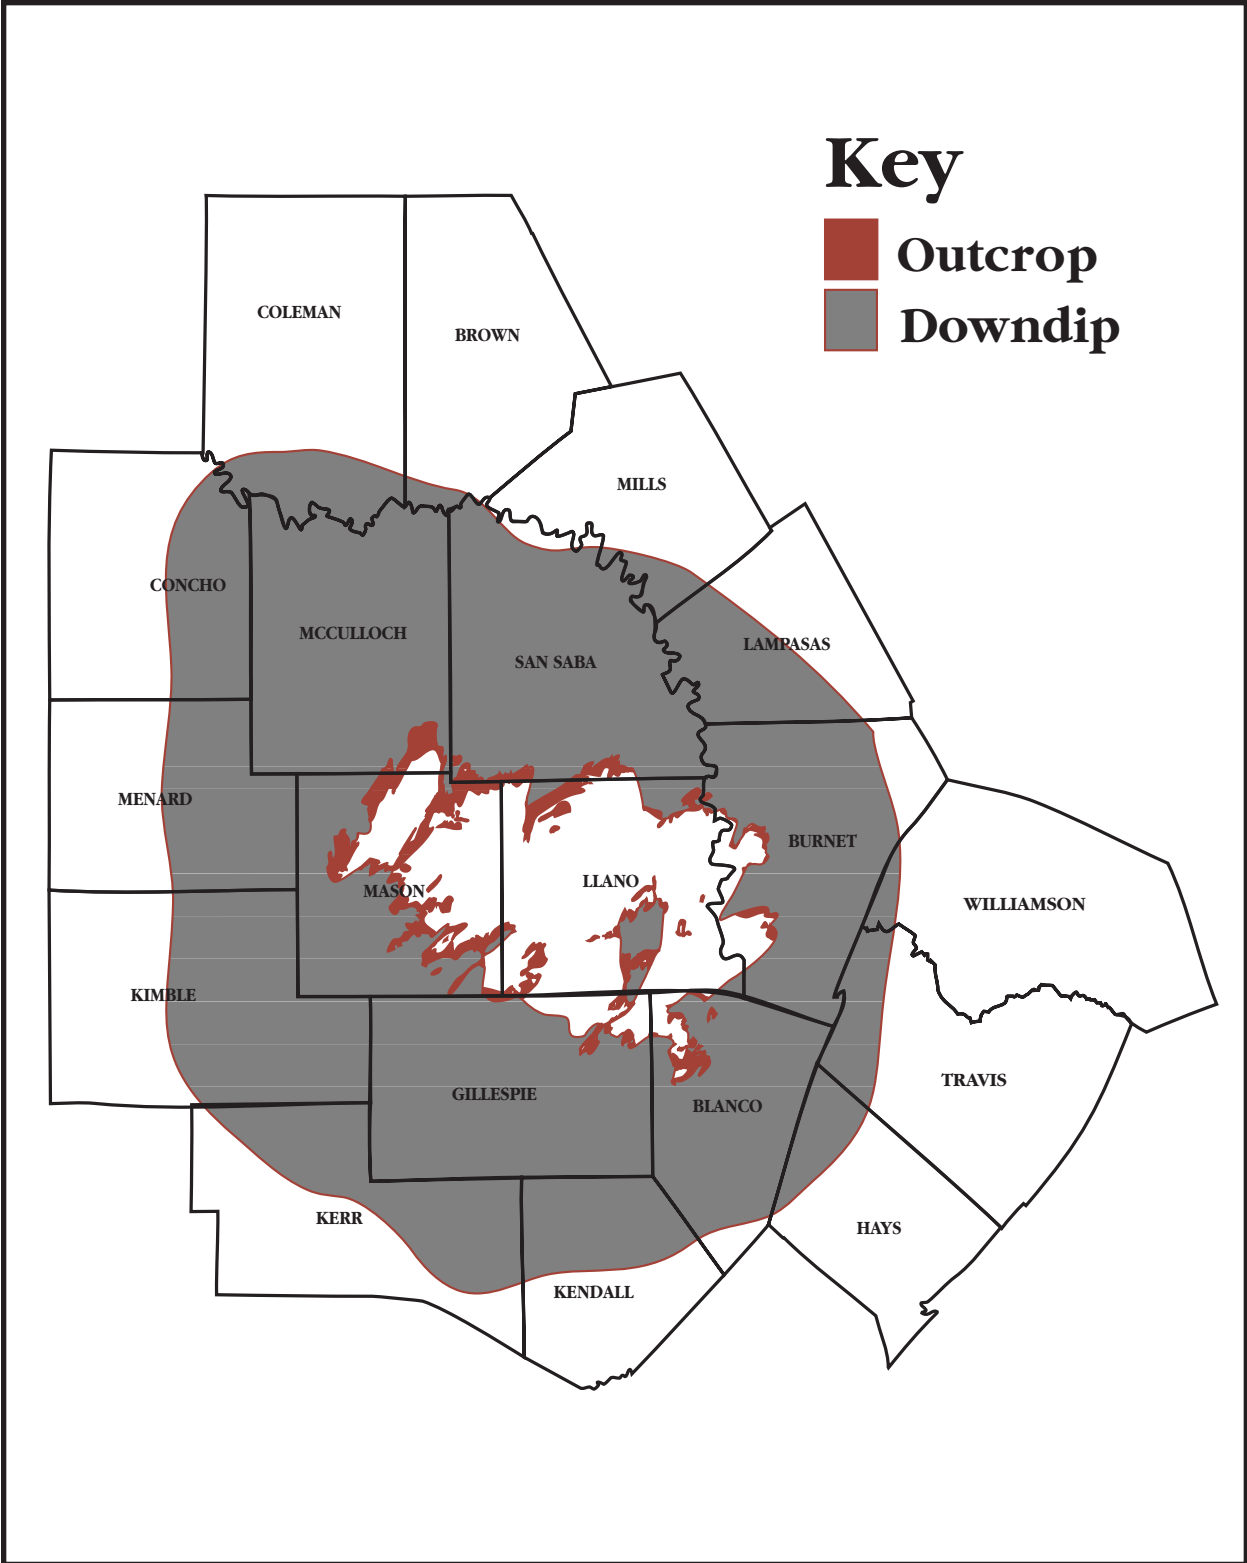 Key
Outcrop
Downdip
COLEMAN
BROWN
MILLS
CONCHO
MCCULLOCH
SAN SABA
LAMPASAS
MENARD
BURNET
MASON
LLANO
WILLIAMSON
KIMBLE
TRAVIS
GILLESPIE
BLANCO
KERR
HAYS
KENDALL